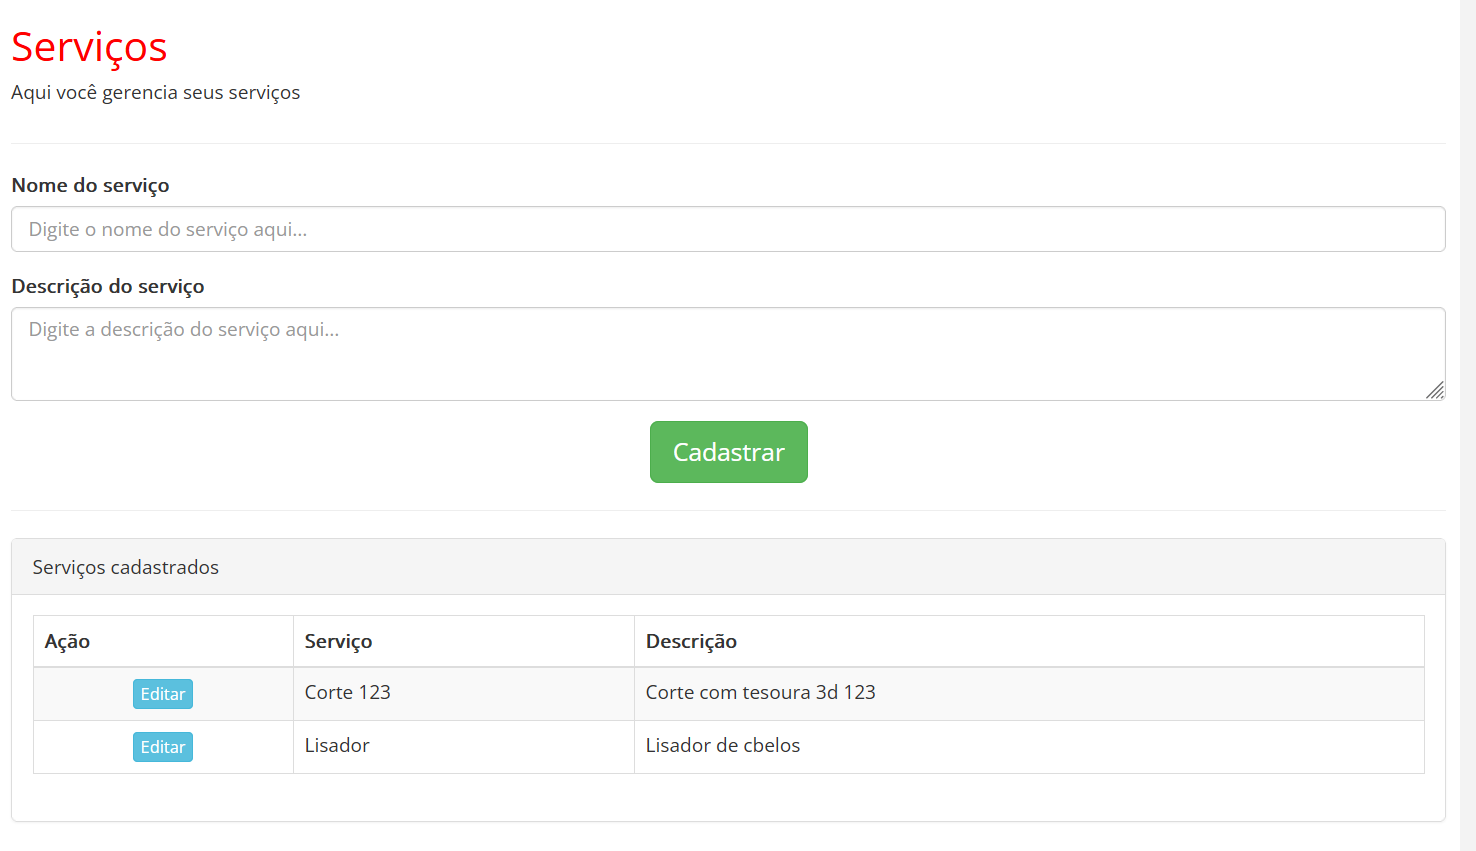 Serviços
Aqui você gerencia seus serviços
Nome do serviço
Digite o nome do serviço aqui...
Descrição do serviço
Digite a descrição do serviço aqui...
Cadastrar
Serviços cadastrados
Ação Serviço Descrição
Editar Corte 123 Corte com tesoura 3d 123
Editar Lisador Lisador de cbelos